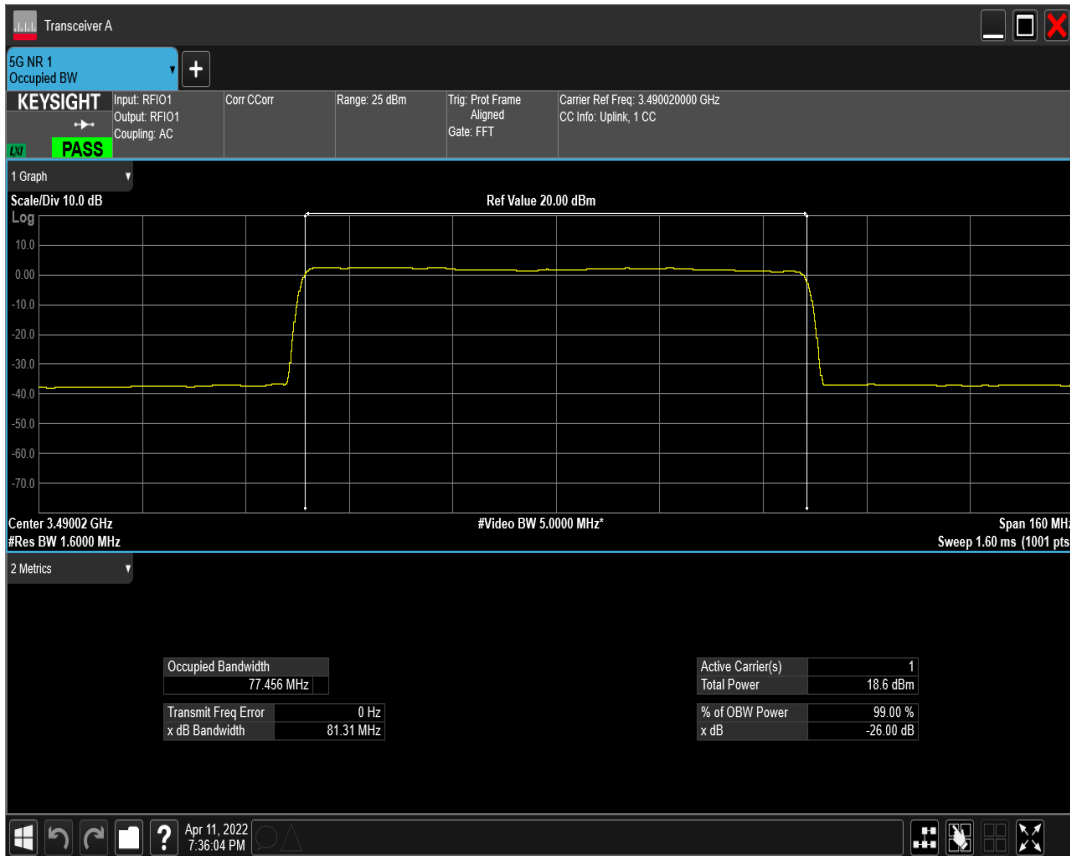 Transceiver A
5G NR 1
Occupied BW
KEYSIGHT
LXI
PASS
Input: RFIO1
Output: RFIO1
Coupling: AC
Corr CCorr
Range: 25 dBm
Trig: Prot Frame
Aligned
Gate: FFT
Carrier Ref Freq: 3.490020000 GHz
CC Info: Uplink, 1 CC
1 Graph
Scale/Div 10.0 dB
Ref Value 20.00 dBm
Log
10.0
0.00
-10.0
-20.0
-30.0
-40.0
-50.0
-60.0
-70.0
Center 3.49002 GHz
#Video BW 5.0000 MHz*
Span 160 MHz
#Res BW 1.6000 MHz
Sweep 1.60 ms (1001 pts
2 Metrics
Occupied Bandwidth
77.456 MHz
Transmit Freq Error 0 Hz
x dB Bandwidth 81.31 MHz
Active Carrier(s) 1
Total Power 18.6 dBm
% of OBW Power 99.00 %
x dB -26.00 dB
?
Apr 11, 2022
7:36:04 PM